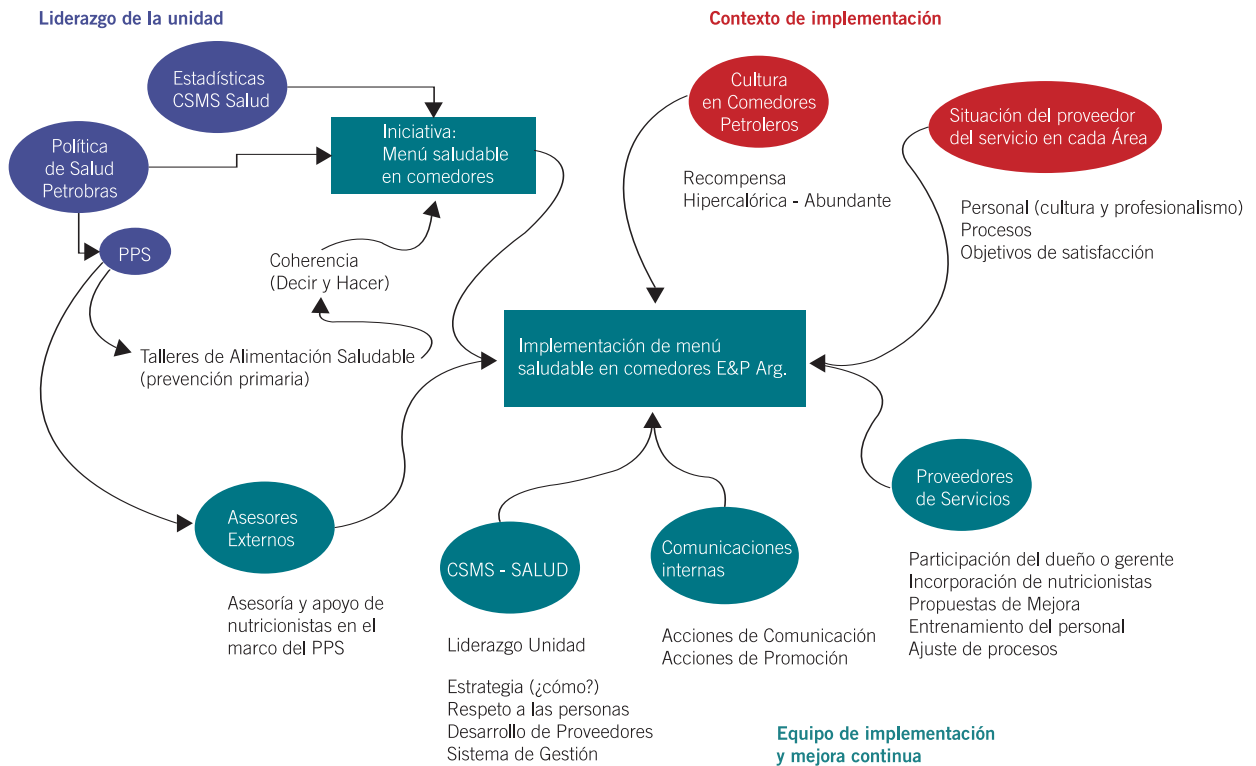 Liderazgo de la unidad
Contexto de implementación
Estadísticas
CSMS Salud
Política
de Salud
Petrobras
PPS
Iniciativa:
Menú saludable
en comedores
Coherencia
(Decir y Hacer)
Talleres de Alimentación Saludable
(prevención primaria)
Cultura
en Comedores
Petroleros
Recompensa
Hipercalórica - Abundante
Situación del proveedor
del servicio en cada Área
Personal (cultura y profesionalismo)
Procesos
Objetivos de satisfacción
Implementación de menú
saludable en comedores E&P Arg.
Asesores
Externos
Asesoría y apoyo de
nutricionistas en el
marco del PPS
CSMS - SALUD
Liderazgo Unidad
Estrategia (¿cómo?)
Respeto a las personas
Desarrollo de Proveedores
Sistema de Gestión
Comunicaciones
internas
Acciones de Comunicación
Acciones de Promoción
Proveedores
de Servicios
Participación del dueño o gerente
Incorporación de nutricionistas
Propuestas de Mejora
Entrenamiento del personal
Ajuste de procesos
Equipo de implementación
y mejora continua